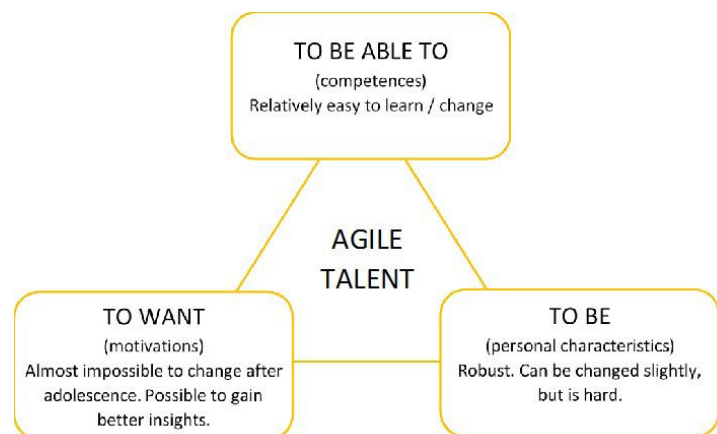 TO BE ABLE TO
(competences)
Relatively easy to learn / change
AGILE
TALENT
TO WANT
(motivations)
Almost impossible to change after
adolescence. Possible to gain
better insights.
TO BE
(personal characteristics)
Robust. Can be changed slightly,
but is hard.